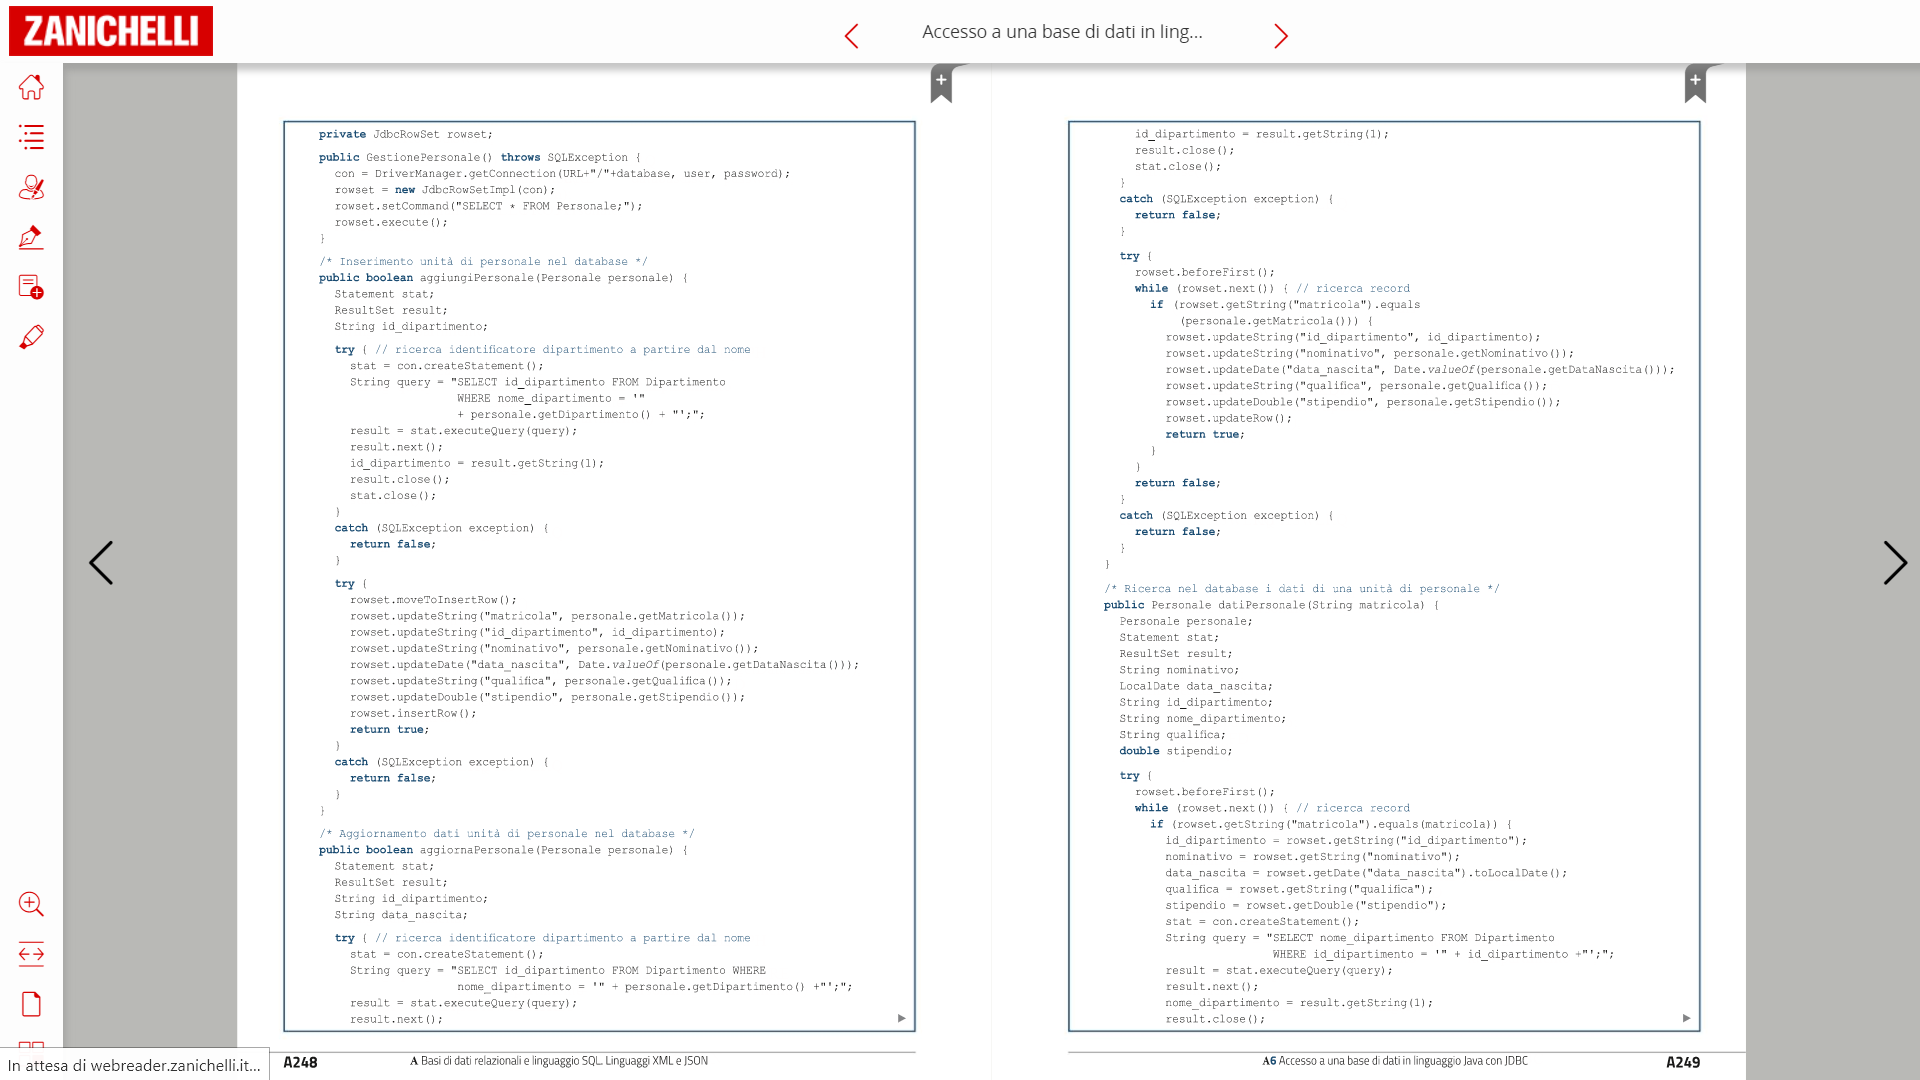 ZANICHELLI
Accesso a una base di dati in ling...
private JdbcRowSet rowset;
public GestionePersonale() throws SQLException {
con = DriverManager.getConnection(URL+"/"+database, user, password);
rowset = new JdbcRowSetImpl(con);
rowset.setCommand("SELECT * FROM Personale;");
rowset.execute();
}
/* Inserimento unità di personale nel database */
public boolean aggiungiPersonale(Personale personale) {
Statement stat;
ResultSet result;
String id_dipartimento;
try { // ricerca identificatore dipartimento a partire dal nome
stat = con.createStatement();
String query = "SELECT id_dipartimento FROM Dipartimento
WHERE nome_dipartimento = '"
+ personale.getDipartimento() + "';";
result = stat.executeQuery(query);
result.next();
id_dipartimento = result.getString(1);
result.close();
stat.close();
}
catch (SQLException exception) {
return false;
}
try {
rowset.moveToInsertRow();
rowset.updateString("matricola", personale.getMatricola());
rowset.updateString("id_dipartimento", id_dipartimento);
rowset.updateString("nominativo", personale.getNominativo());
rowset.updateDate("data_nascita", Date.valueOf(personale.getDataNascita()));
rowset.updateString("qualifica", personale.getQualifica());
rowset.updateDouble("stipendio", personale.getStipendio());
rowset.insertRow();
return true;
}
catch (SQLException exception) {
return false;
}
}
/* Aggiornamento dati unità di personale nel database */
public boolean aggiornaPersonale(Personale personale) {
Statement stat;
ResultSet result;
String id_dipartimento;
String data_nascita;
try { // ricerca identificatore dipartimento a partire dal nome
stat = con.createStatement();
String query = "SELECT id_dipartimento FROM Dipartimento WHERE
nome_dipartimento = '" + personale.getDipartimento() +"';";
result = stat.executeQuery(query);
result.next();
A248
A Basi di dati relazionali e linguaggio SQL. Linguaggi XML e JSON
id_dipartimento = result.getString(1);
result.close();
stat.close();
}
catch (SQLException exception) {
return false;
}
try {
rowset.beforeFirst();
while (rowset.next()) { // ricerca record
if (rowset.getString("matricola").equals
(personale.getMatricola())) {
rowset.updateString("id_dipartimento", id_dipartimento);
rowset.updateString("nominativo", personale.getNominativo());
rowset.updateDate("data_nascita", Date.valueOf(personale.getDataNascita()));
rowset.updateString("qualifica", personale.getQualifica());
rowset.updateDouble("stipendio", personale.getStipendio());
rowset.updateRow();
return true;
}
}
return false;
}
catch (SQLException exception) {
return false;
}
}
/* Ricerca nel database i dati di una unità di personale */
public Personale datiPersonale(String matricola) {
Personale personale;
Statement stat;
ResultSet result;
String nominativo;
LocalDate data_nascita;
String id_dipartimento;
String nome_dipartimento;
String qualifica;
double stipendio;
try {
rowset.beforeFirst();
while (rowset.next()) { // ricerca record
if (rowset.getString("matricola").equals(matricola)) {
id_dipartimento = rowset.getString("id_dipartimento");
nominativo = rowset.getString("nominativo");
data_nascita = rowset.getDate("data_nascita").toLocalDate();
qualifica = rowset.getString("qualifica");
stipendio = rowset.getDouble("stipendio");
stat = con.createStatement();
String query = "SELECT nome_dipartimento FROM Dipartimento
WHERE id_dipartimento = '" + id_dipartimento +"';";
result = stat.executeQuery(query);
result.next();
nome_dipartimento = result.getString(1);
result.close();
A6 Accesso a una base di dati in linguaggio Java con JDBC
A249
In attesa di webreader.zanichelli.it...